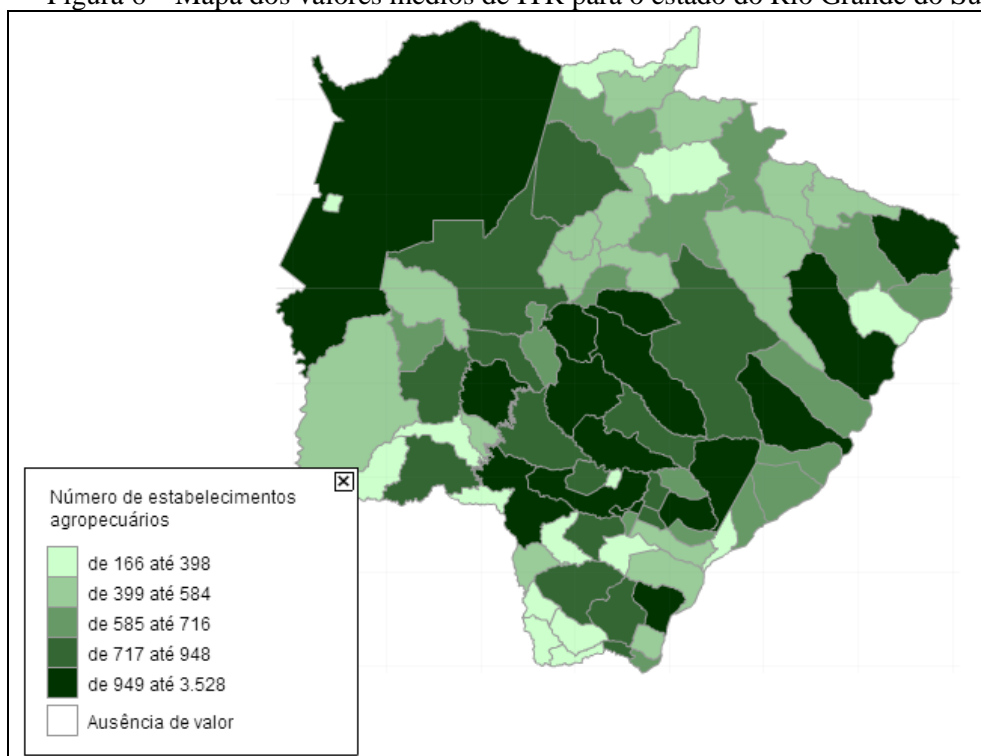 Figura 6 – Mapa dos valores médios de ITR para o estado do Rio Grande do Su
Número de estabelecimentos
agropecuários
de 166 até 398
de 399 até 584
de 585 até 716
de 717 até 948
de 949 até 3.528
Ausência de valor